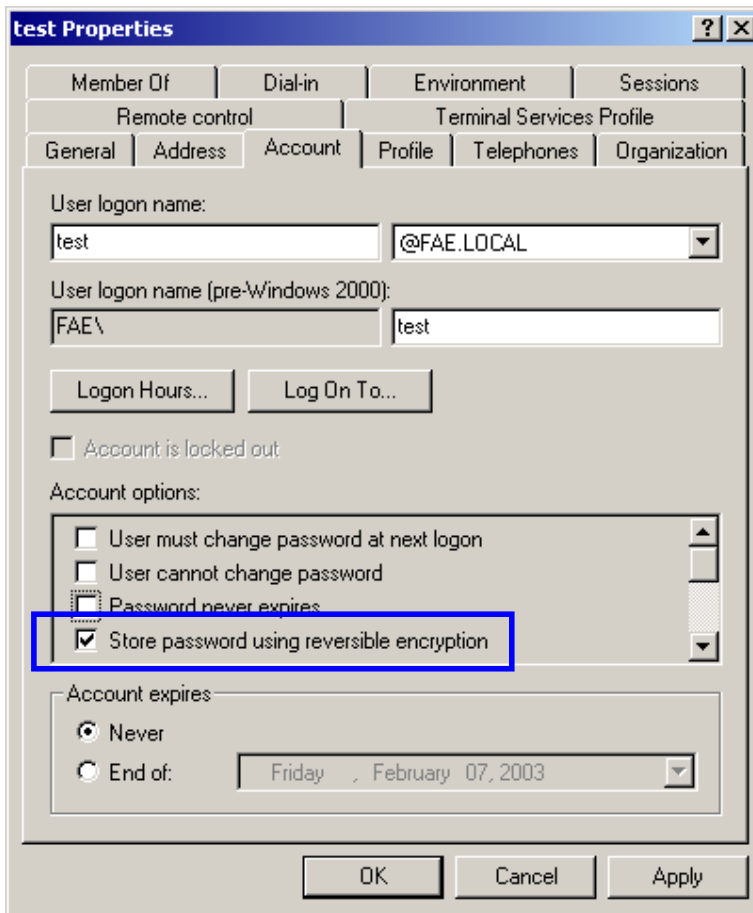 test Properties
Member Of Dial-in Environment Sessions
Remote control Terminal Services Profile
General Address Account Profile Telephones Organization
User logon name:
test @FAE.LOCAL
User logon name (pre-Windows 2000):
FAE\ test
Logon Hours... Log On To...
Account is locked out
Account options:
User must change password at next logon
User cannot change password
Password never expires
Store password using reversible encryption
Account expires
Never
End of: Friday , February 07, 2003
OK Cancel Apply